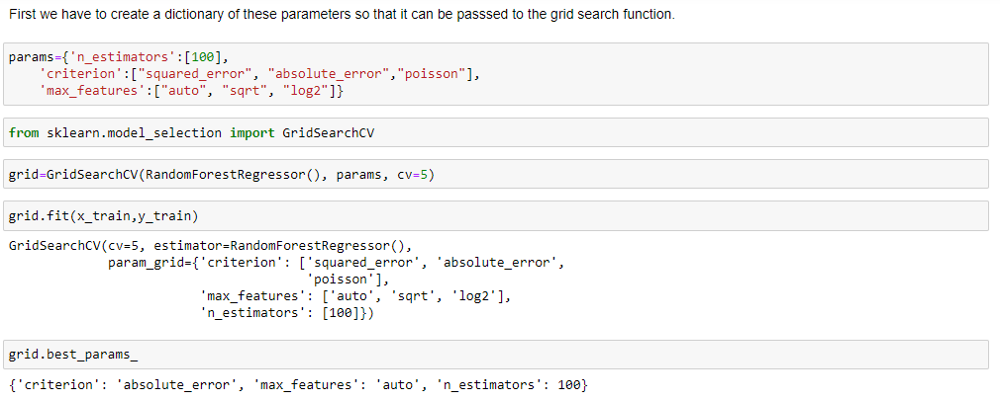 First we have to create a dictionary of these parameters so that it can be passsed to the grid search function.
params={'n_estimators':[100],
    'criterion':["squared_error", "absolute_error","poisson"],
    'max_features':["auto", "sqrt", "log2"]}
from sklearn.model_selection import GridSearchCV
grid=GridSearchCV(RandomForestRegressor(), params, cv=5)
grid.fit(x_train,y_train)
GridSearchCV(cv=5, estimator=RandomForestRegressor(),
             param_grid={'criterion': ['squared_error', 'absolute_error',
                                       'poisson'],
                         'max_features': ['auto', 'sqrt', 'log2'],
                         'n_estimators': [100]})
grid.best_params_
{'criterion': 'absolute_error', 'max_features': 'auto', 'n_estimators': 100}